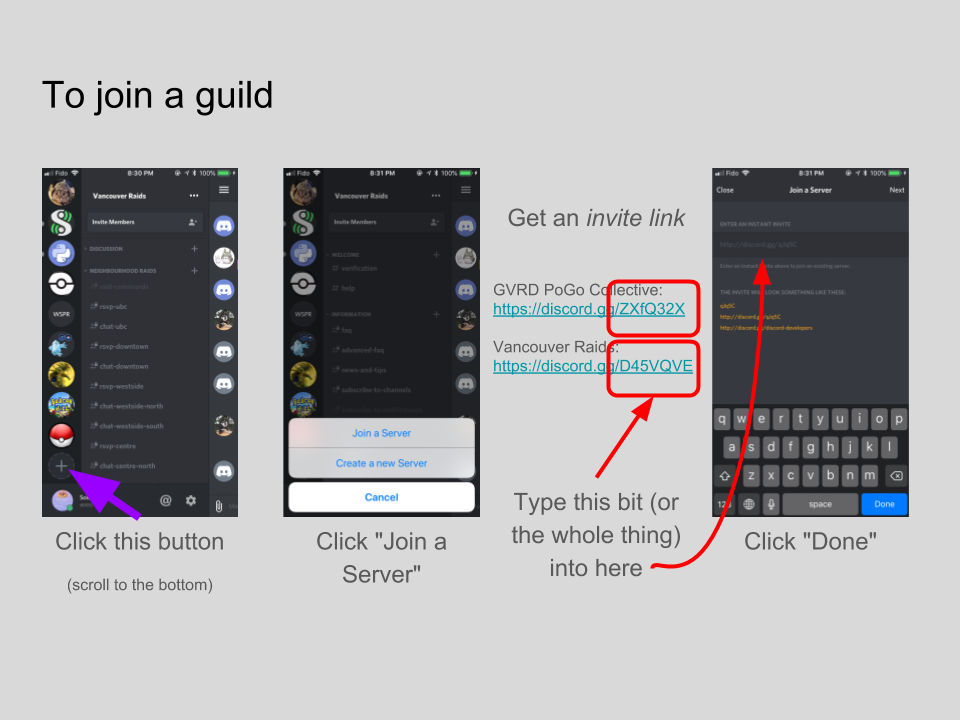 To join a guild
Fido 8:30 PM 100%
Vancouver Raids
Invite Members
DISCUSSION
NEIGHBOURHOOD RAIDS
raid-commands
rsvp-ubc
WSPR
chat-ubc
rsvp-downtown
chat-downtown
rsvp-westside
chat-westside-north
chat-westside-south
rsvp-centre
chat-centre-north
@
Click this button
(scroll to the bottom)
Fido 8:31 PM 100%
Vancouver Raids
Invite Members
WELCOME
verification
help
WSPR
INFORMATION
faq
advanced-faq
news-and-tips
subscribe-to-channels
Join a Server
Create a new Server
Cancel
Click "Join a
Server"
Get an invite link
GVRD PoGo Collective:
https://discord.gg/ZXfQ32X
Vancouver Raids:
https://discord.gg/D45VQVE
Type this bit (or
the whole thing)
into here
Fido 8:31 PM 100%
Close Join a Server Next
ENTER AN INSTANT INVITE
http://discord.gg/qJq5C
Enter an Instant Invite above to join an existing server.
THE INVITE WILL LOOK SOMETHING LIKE THESE:
qJq5C
http://discord.gg/qJq5C
http://discord.gg/discord-developers
q w e r t y u i o p
a s d f g h j k l
z x c v b n m
123 space Done
Click "Done"